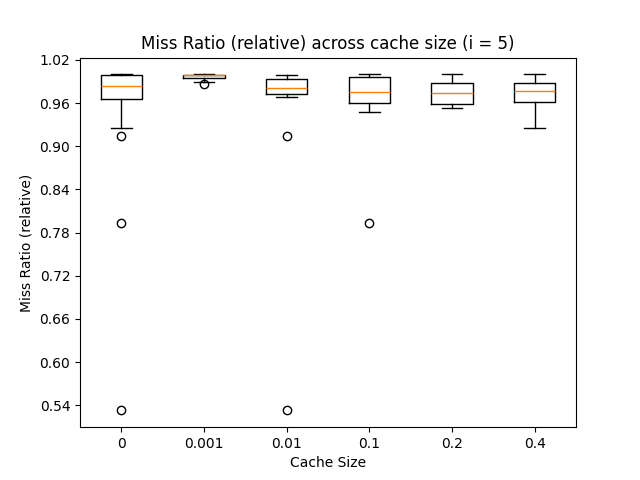 Miss Ratio (relative) across cache size (i = 5)
1.02
0.96
0.90
0.84
0.78
0.72
0.66
0.60
0.54
Miss Ratio (relative)
0 0.001 0.01 0.1 0.2 0.4
Cache Size